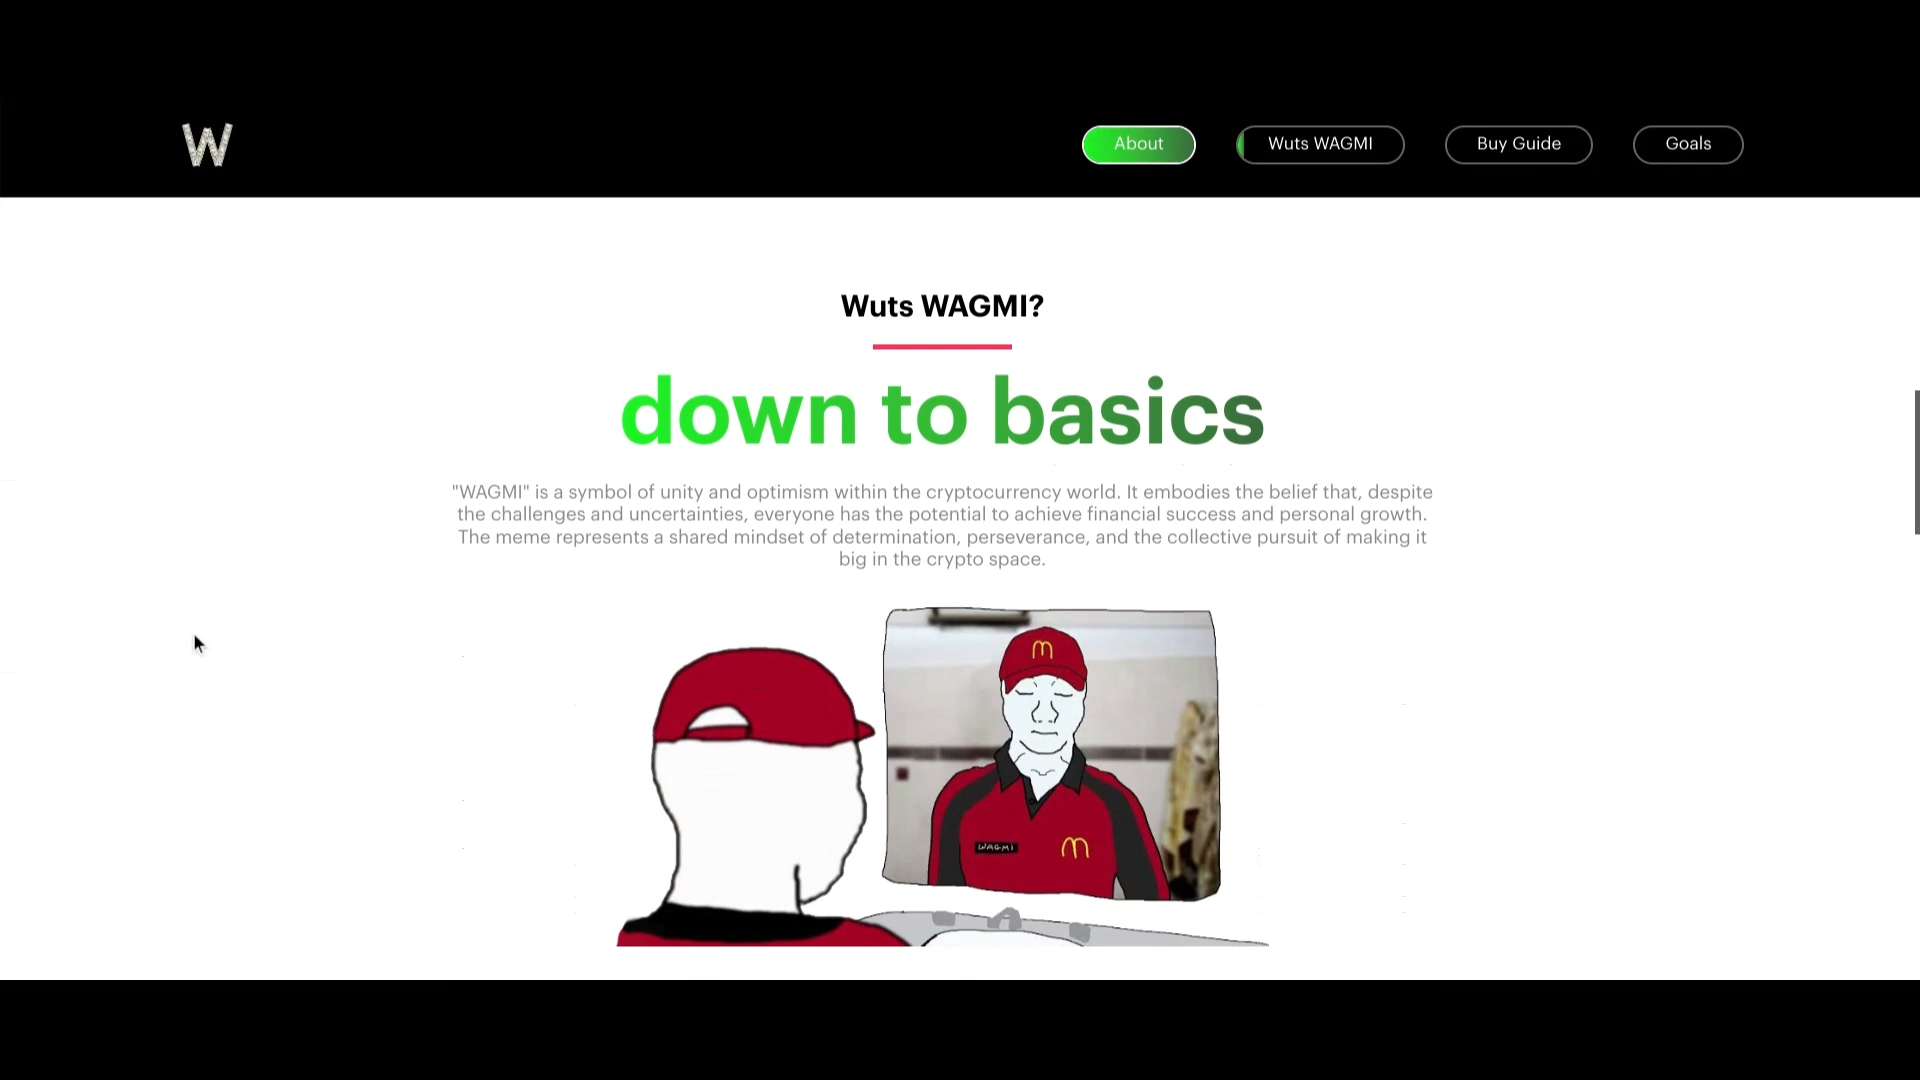 W
About
Wuts WAGMI
Buy Guide
Goals
Wuts WAGMI?
down to basics
"WAGMI" is a symbol of unity and optimism within the cryptocurrency world. It embodies the belief that, despite
the challenges and uncertainties, everyone has the potential to achieve financial success and personal growth.
The meme represents a shared mindset of determination, perseverance, and the collective pursuit of making it
big in the crypto space.
m
WAGMI
m